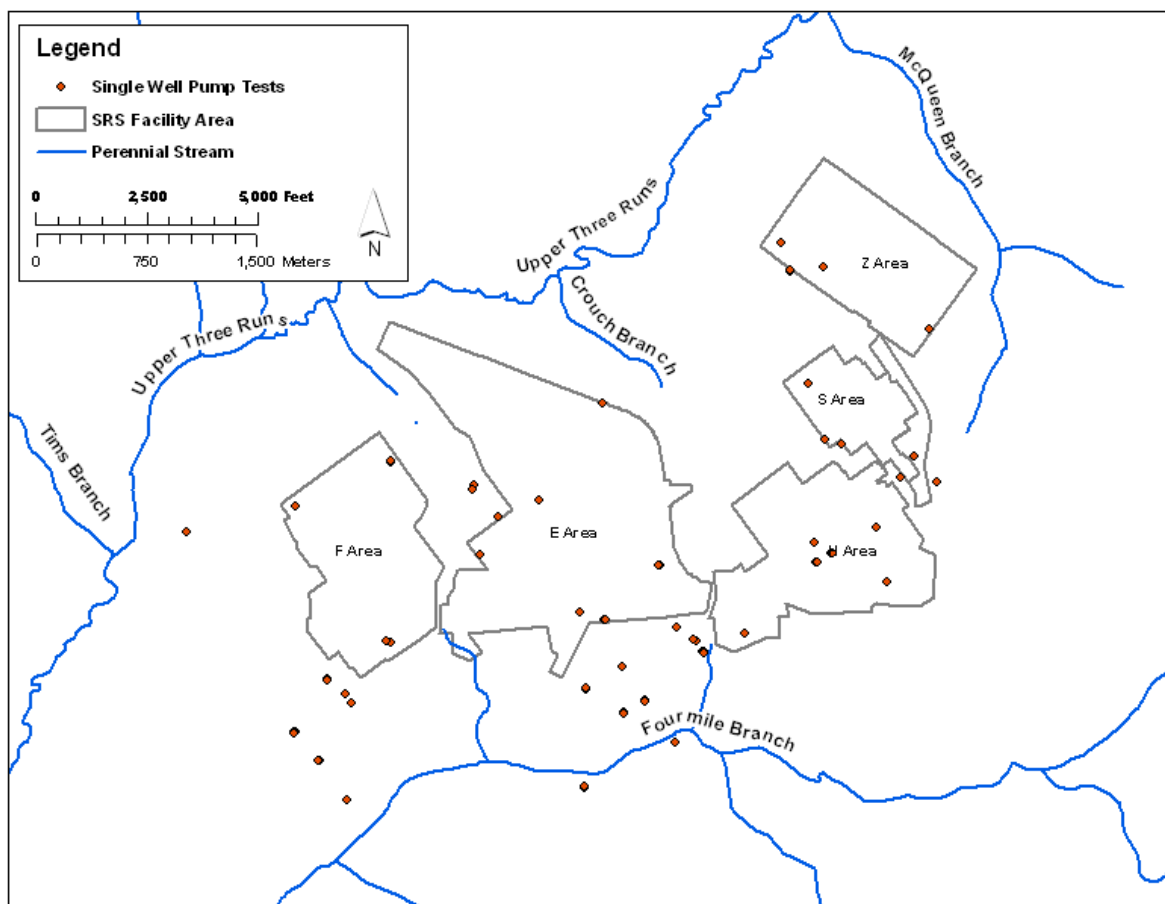 Legend
Single Well Pump Tests
SRS Facility Area
Perennial Stream
0 2,500 5,000 Feet
0 750 1,500 Meters
N
McQueen Branch
Upper Three Runs
Z Area
Crouch Branch
Upper Three Runs
S Area
Tims Branch
F Area
E Area
H Area
Fourmile Branch